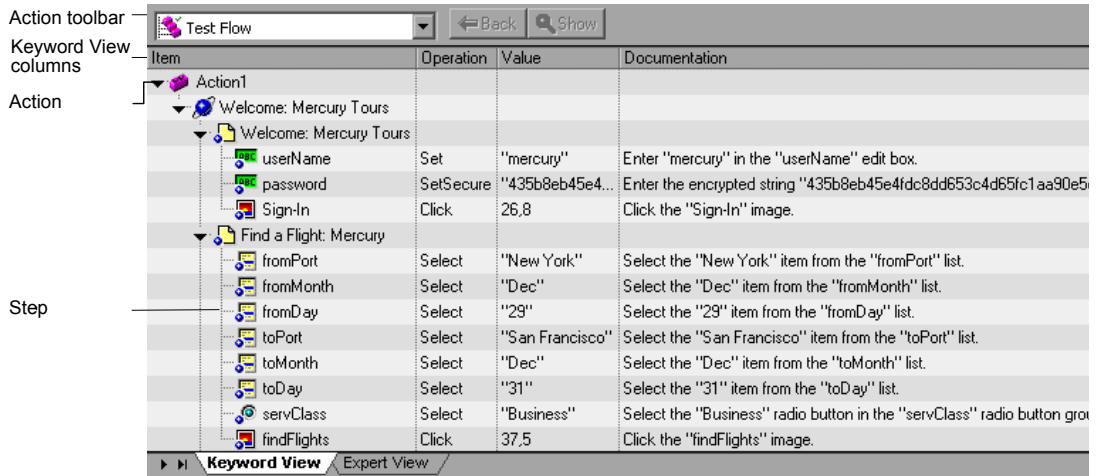 Action toolbar
Test Flow
Back
Show
Keyword View
columns
Item Operation Value Documentation
Action
Action1
Welcome: Mercury Tours
Welcome: Mercury Tours
userName Set "mercury" Enter "mercury" in the "userName" edit box.
password SetSecure "435b8eb45e4... Enter the encrypted string "435b8eb45e4fdc8dd653c4d65fc1aa90e5
Sign-In Click 26,8 Click the "Sign-In" image.
Find a Flight: Mercury
fromPort Select "New York" Select the "New York" item from the "fromPort" list.
fromMonth Select "Dec" Select the "Dec" item from the "fromMonth" list.
Step
fromDay Select "29" Select the "29" item from the "fromDay" list.
toPort Select "San Francisco" Select the "San Francisco" item from the "toPort" list.
toMonth Select "Dec" Select the "Dec" item from the "toMonth" list.
toDay Select "31" Select the "31" item from the "toDay" list.
servClass Select "Business" Select the "Business" radio button in the "servClass" radio button grou
findFlights Click 37,5 Click the "findFlights" image.
Keyword View Expert View